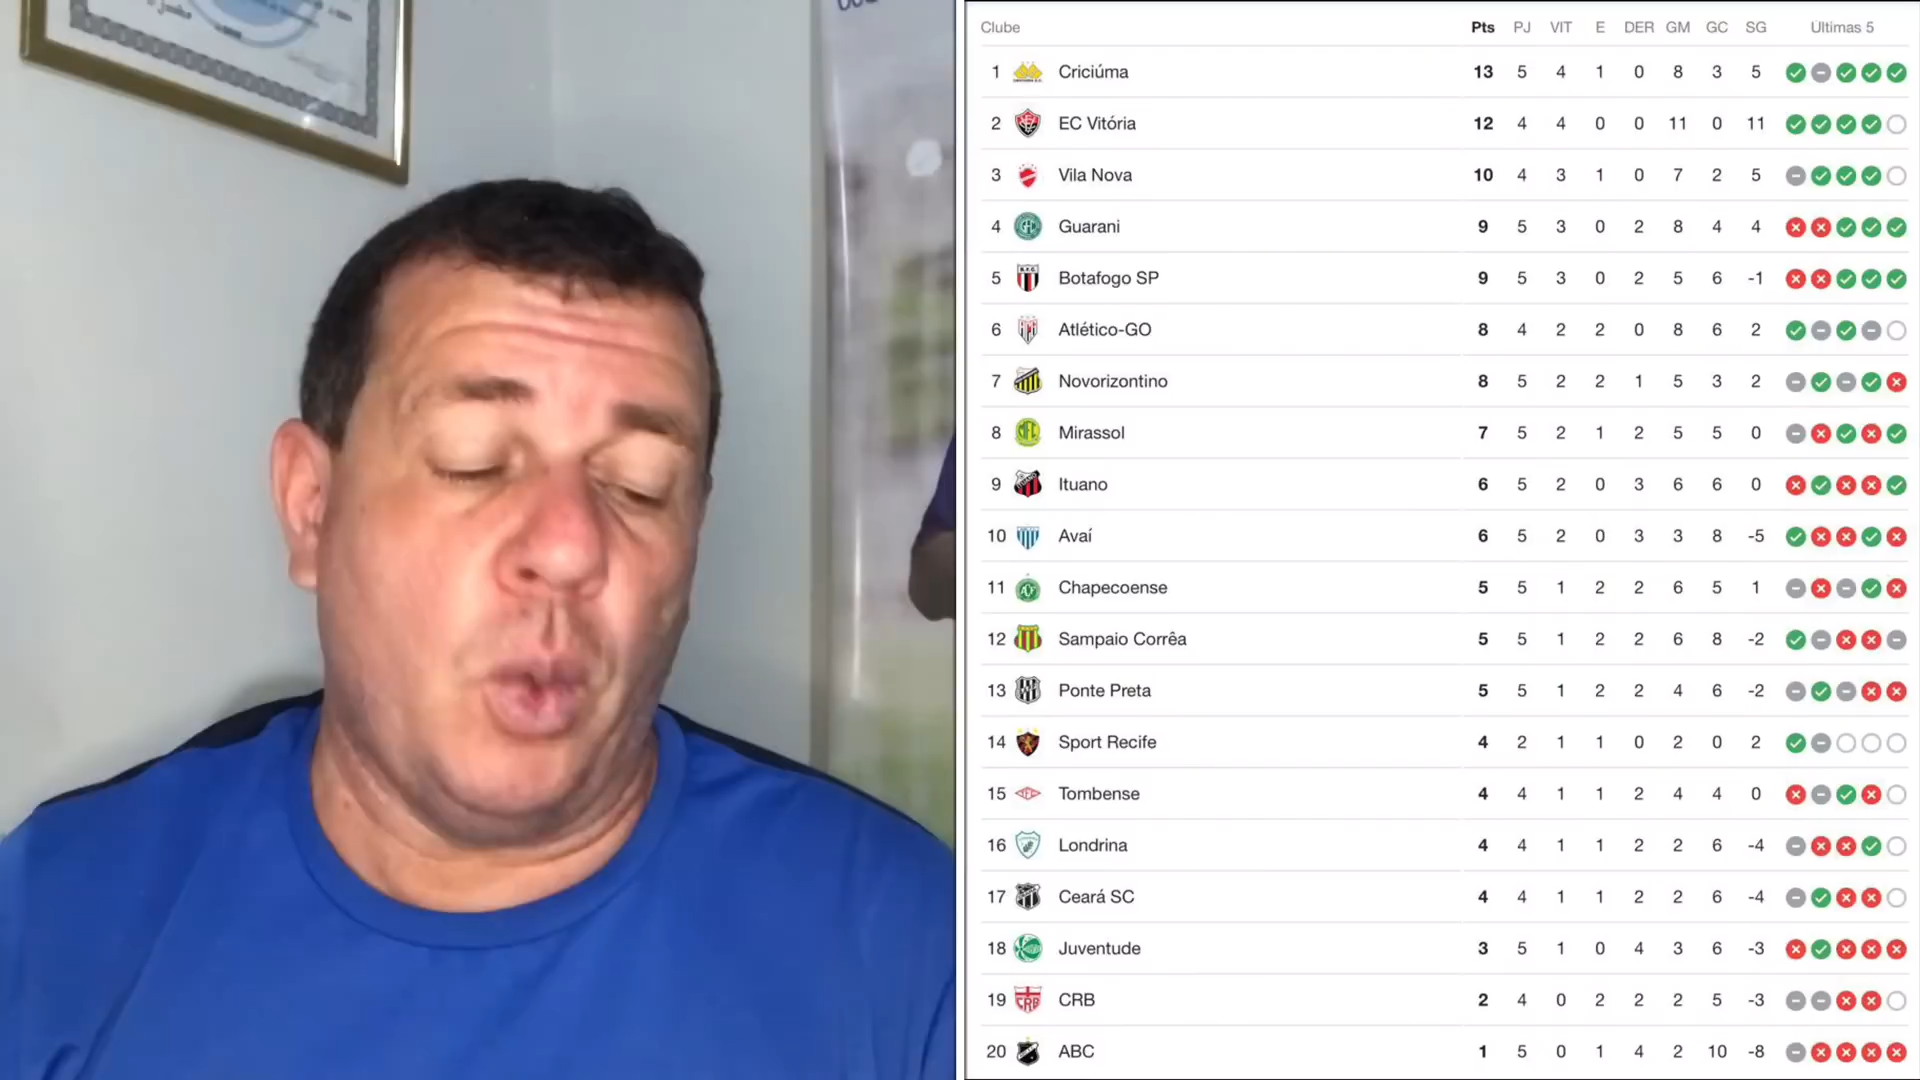 Clube Pts PJ VIT E DER GM GC SG Últimas 5
1 Criciúma 13 5 4 1 0 8 3 5
2 EC Vitória 12 4 4 0 0 11 0 11
3 Vila Nova 10 4 3 1 0 7 2 5
4 Guarani 9 5 3 0 2 8 4 4
5 Botafogo SP 9 5 3 0 2 5 6 -1
6 Atlético-GO 8 4 2 2 0 8 6 2
7 Novorizontino 8 5 2 2 1 5 3 2
8 Mirassol 7 5 2 1 2 5 5 0
9 Ituano 6 5 2 0 3 6 6 0
10 Avaí 6 5 2 0 3 3 8 -5
11 Chapecoense 5 5 1 2 2 6 5 1
12 Sampaio Corrêa 5 5 1 2 2 6 8 -2
13 Ponte Preta 5 5 1 2 2 4 6 -2
14 Sport Recife 4 2 1 1 0 2 0 2
15 Tombense 4 4 1 1 2 4 4 0
16 Londrina 4 4 1 1 2 2 6 -4
17 Ceará SC 4 4 1 1 2 2 6 -4
18 Juventude 3 5 1 0 4 3 6 -3
19 CRB 2 4 0 2 2 2 5 -3
20 ABC 1 5 0 1 4 2 10 -8